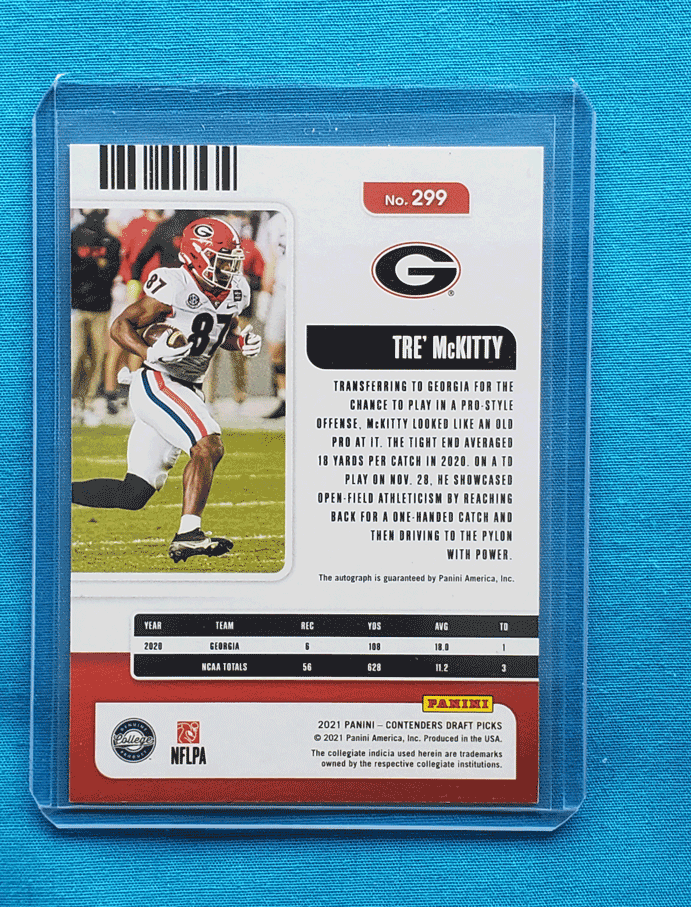 No. 299
G
®
87
87
TRE' McKITTY
TRANSFERRING TO GEORGIA FOR THE
CHANCE TO PLAY IN A PRO-STYLE
OFFENSE, McKITTY LOOKED LIKE AN OLD
PRO AT IT. THE TIGHT END AVERAGED
18 YARDS PER CATCH IN 2020. ON A TD
PLAY ON NOV. 28, HE SHOWCASED
OPEN-FIELD ATHLETICISM BY REACHING
BACK FOR A ONE-HANDED CATCH AND
THEN DRIVING TO THE PYLON
WITH POWER.
The autograph is guaranteed by Panini America, Inc.
YEAR TEAM REC YDS AVG TD
2020 GEORGIA 6 108 18.0 1
NCAA TOTALS 56 628 11.2 3
PANINI
GENUINE
College
PRODUCTS
NFLPA
2021 PANINI – CONTENDERS DRAFT PICKS
© 2021 Panini America, Inc. Produced in the USA.
The collegiate indicia used herein are trademarks
owned by the respective collegiate institutions.